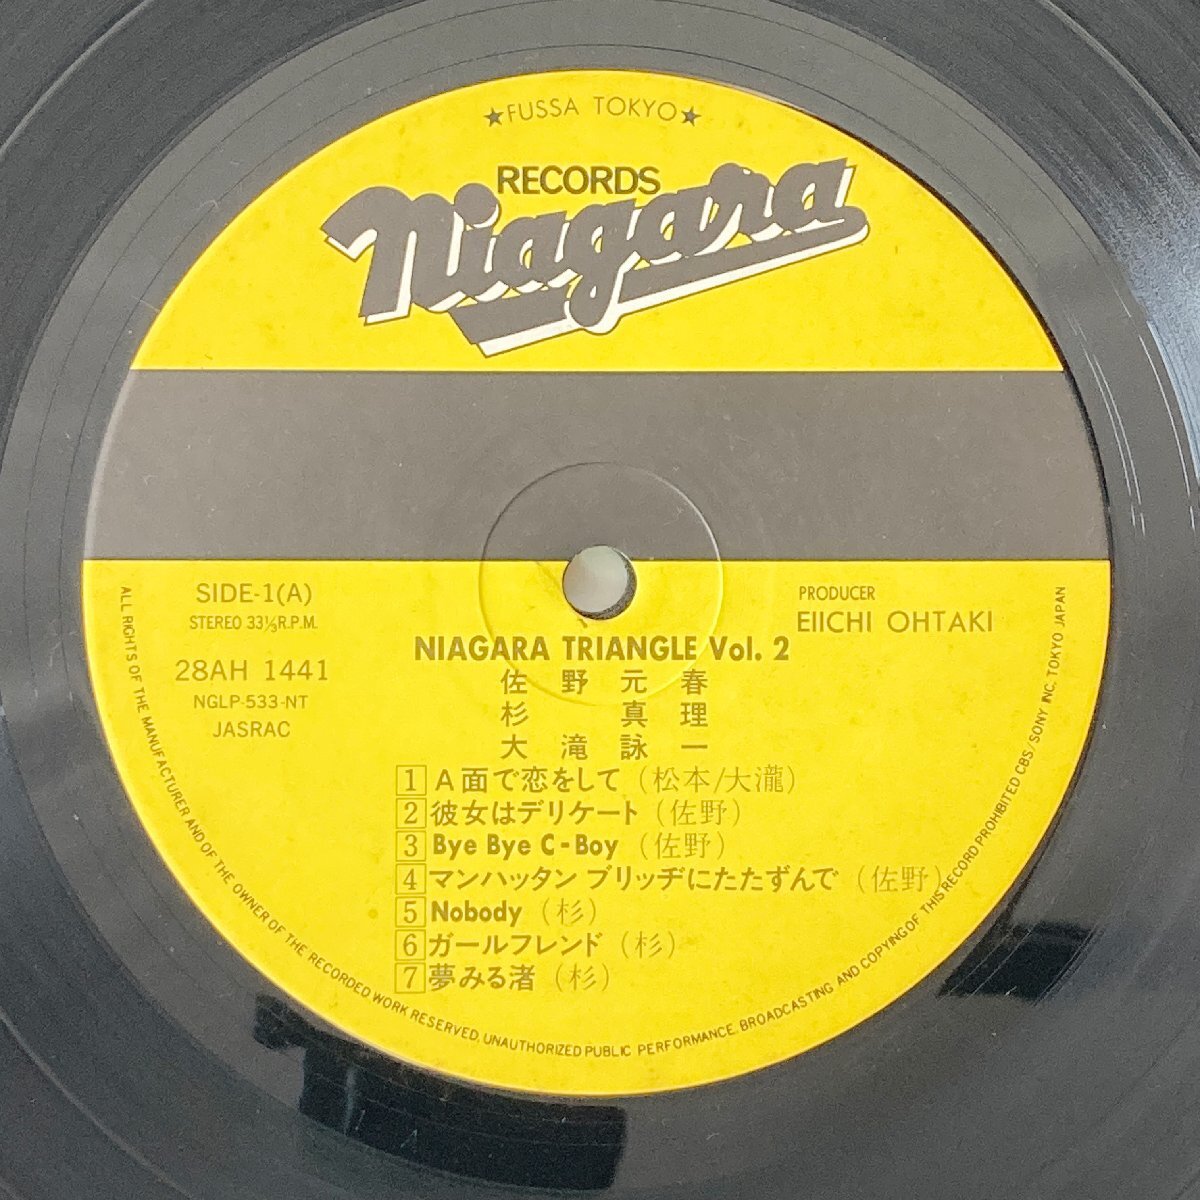 ★FUSSA TOKYO★
RECORDS
Niagara
SIDE-1(A)
STEREO 33⅓R.P.M.
28AH 1441
NGLP-533-NT
JASRAC
PRODUCER
EIICHI OHTAKI
NIAGARA TRIANGLE Vol. 2
佐野元春
杉 真理
大滝詠一
1 A面で恋をして (松本/大瀧)
2 彼女はデリケート (佐野)
3 Bye Bye C-Boy (佐野)
4 マンハッタン ブリッヂにたたずんで (佐野)
5 Nobody (杉)
6 ガールフレンド (杉)
7 夢みる渚 (杉)
ALL RIGHTS OF THE MANUFACTURER AND OF THE OWNER OF THE RECORDED WORK RESERVED. UNAUTHORIZED PUBLIC PERFORMANCE. BROADCASTING AND COPYING OF THIS RECORD PROHIBITED CBS/SONY INC. TOKYO JAPAN